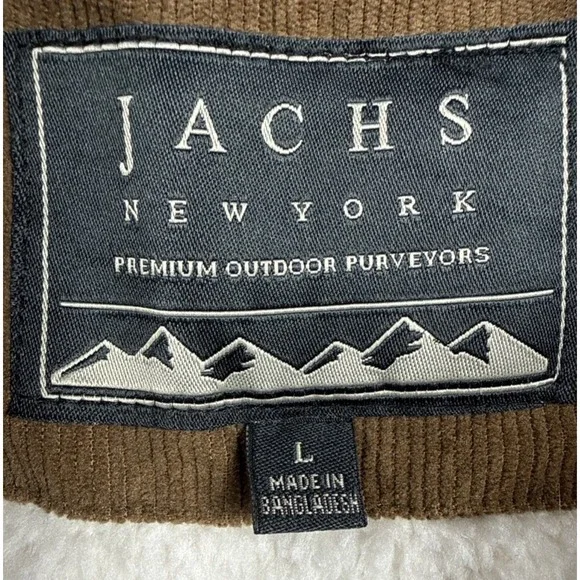 JACHS
NEW YORK
PREMIUM OUTDOOR PURVEYORS
L
MADE IN
BANGLADESH